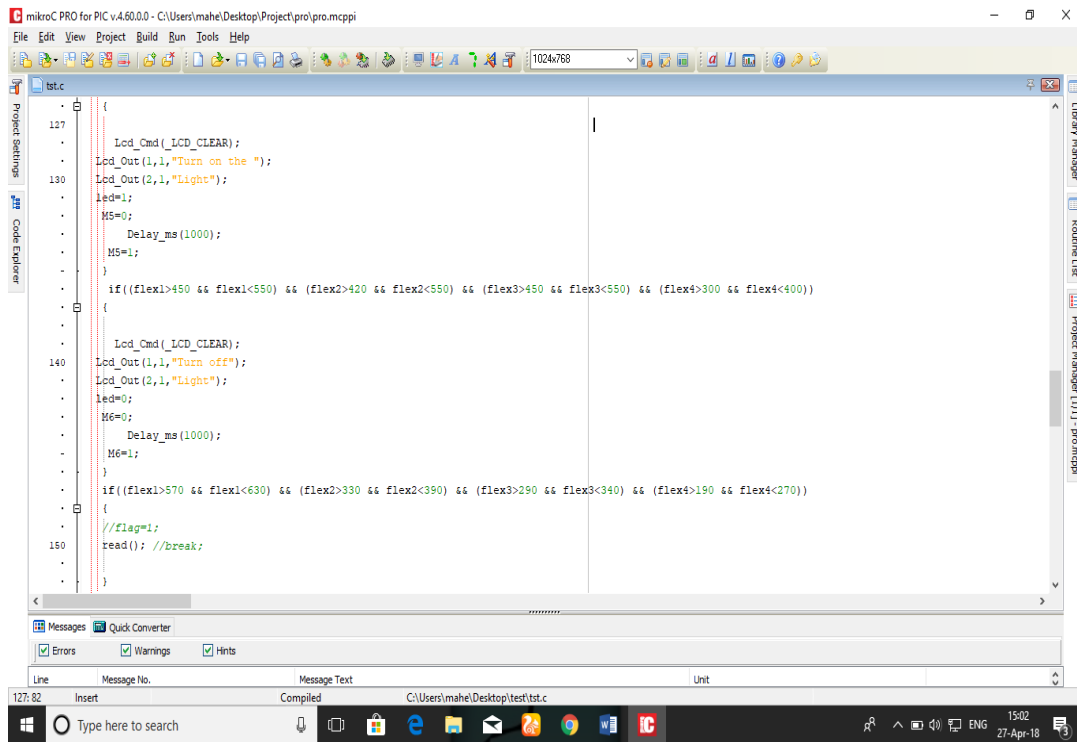 mikroC PRO for PIC v.4.60.0.0 - C:\Users\mahe\Desktop\Project\pro\pro.mcppi
File Edit View Project Build Run Tools Help
1024x768
tst.c
Project Settings
Code Explorer
{
127
Lcd_Cmd(_LCD_CLEAR);
Lcd_Out(1,1,"Turn on the ");
130 Lcd_Out(2,1,"Light");
led=1;
M5=0;
Delay_ms(1000);
M5=1;
}
if((flex1>450 && flex1<550) && (flex2>420 && flex2<550) && (flex3>450 && flex3<550) && (flex4>300 && flex4<400))
{
Lcd_Cmd(_LCD_CLEAR);
140 Lcd_Out(1,1,"Turn off");
Lcd_Out(2,1,"Light");
led=0;
M6=0;
Delay_ms(1000);
M6=1;
}
if((flex1>570 && flex1<630) && (flex2>330 && flex2<390) && (flex3>290 && flex3<340) && (flex4>190 && flex4<270))
{
//flag=1;
150 read(); //break;
}
Library Manager
Routine List
Project Manager [1/1] - pro.mcppi
Messages Quick Converter
Errors Warnings Hints
Line Message No. Message Text Unit
127: 82 Insert Compiled C:\Users\mahe\Desktop\test\tst.c
Type here to search
ENG
15:02
27-Apr-18
3